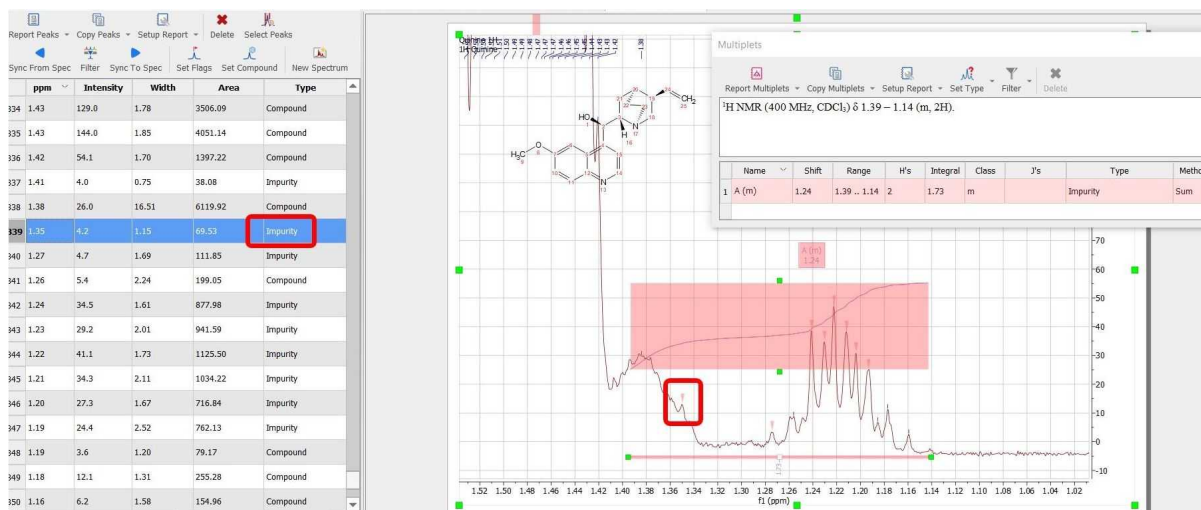 Report Peaks Copy Peaks Setup Report Delete Select Peaks
Sync From Spec Filter Sync To Spec Set Flags Set Compound New Spectrum
ppm Intensity Width Area Type
334 1.43 129.0 1.78 3506.09 Compound
335 1.43 144.0 1.85 4051.14 Compound
336 1.42 54.1 1.70 1397.22 Compound
337 1.41 4.0 0.75 38.08 Impurity
338 1.38 26.0 16.51 6119.92 Compound
339 1.35 4.2 1.15 69.53 Impurity
340 1.27 4.7 1.69 111.85 Impurity
341 1.26 5.4 2.24 199.05 Compound
342 1.24 34.5 1.61 877.98 Impurity
343 1.23 29.2 2.01 941.59 Impurity
344 1.22 41.1 1.73 1125.50 Impurity
345 1.21 34.3 2.11 1034.22 Impurity
346 1.20 27.3 1.67 716.84 Impurity
347 1.19 24.4 2.52 762.13 Impurity
348 1.19 3.6 1.20 79.17 Compound
349 1.18 12.1 1.31 255.28 Compound
350 1.16 6.2 1.58 154.96 Compound
1H Quinine
HO
H
N
H₃C
O
CH₂
N
Multiplets
Report Multiplets Copy Multiplets Setup Report Set Type Filter Delete
¹H NMR (400 MHz, CDCl₃) δ 1.39 – 1.14 (m, 2H).
Name Shift Range H's Integral Class J's Type
1 A (m) 1.24 1.39 .. 1.14 2 1.73 m Impurity Sum
A (m)
1.24
-70
-60
-50
-40
-30
-20
-10
-0
--10
1.52 1.50 1.48 1.46 1.44 1.42 1.40 1.38 1.36 1.34 1.32 1.30 1.28 1.26 1.24 1.22 1.20 1.18 1.16 1.14 1.12 1.10 1.08 1.06 1.04 1.02
f1 (ppm)